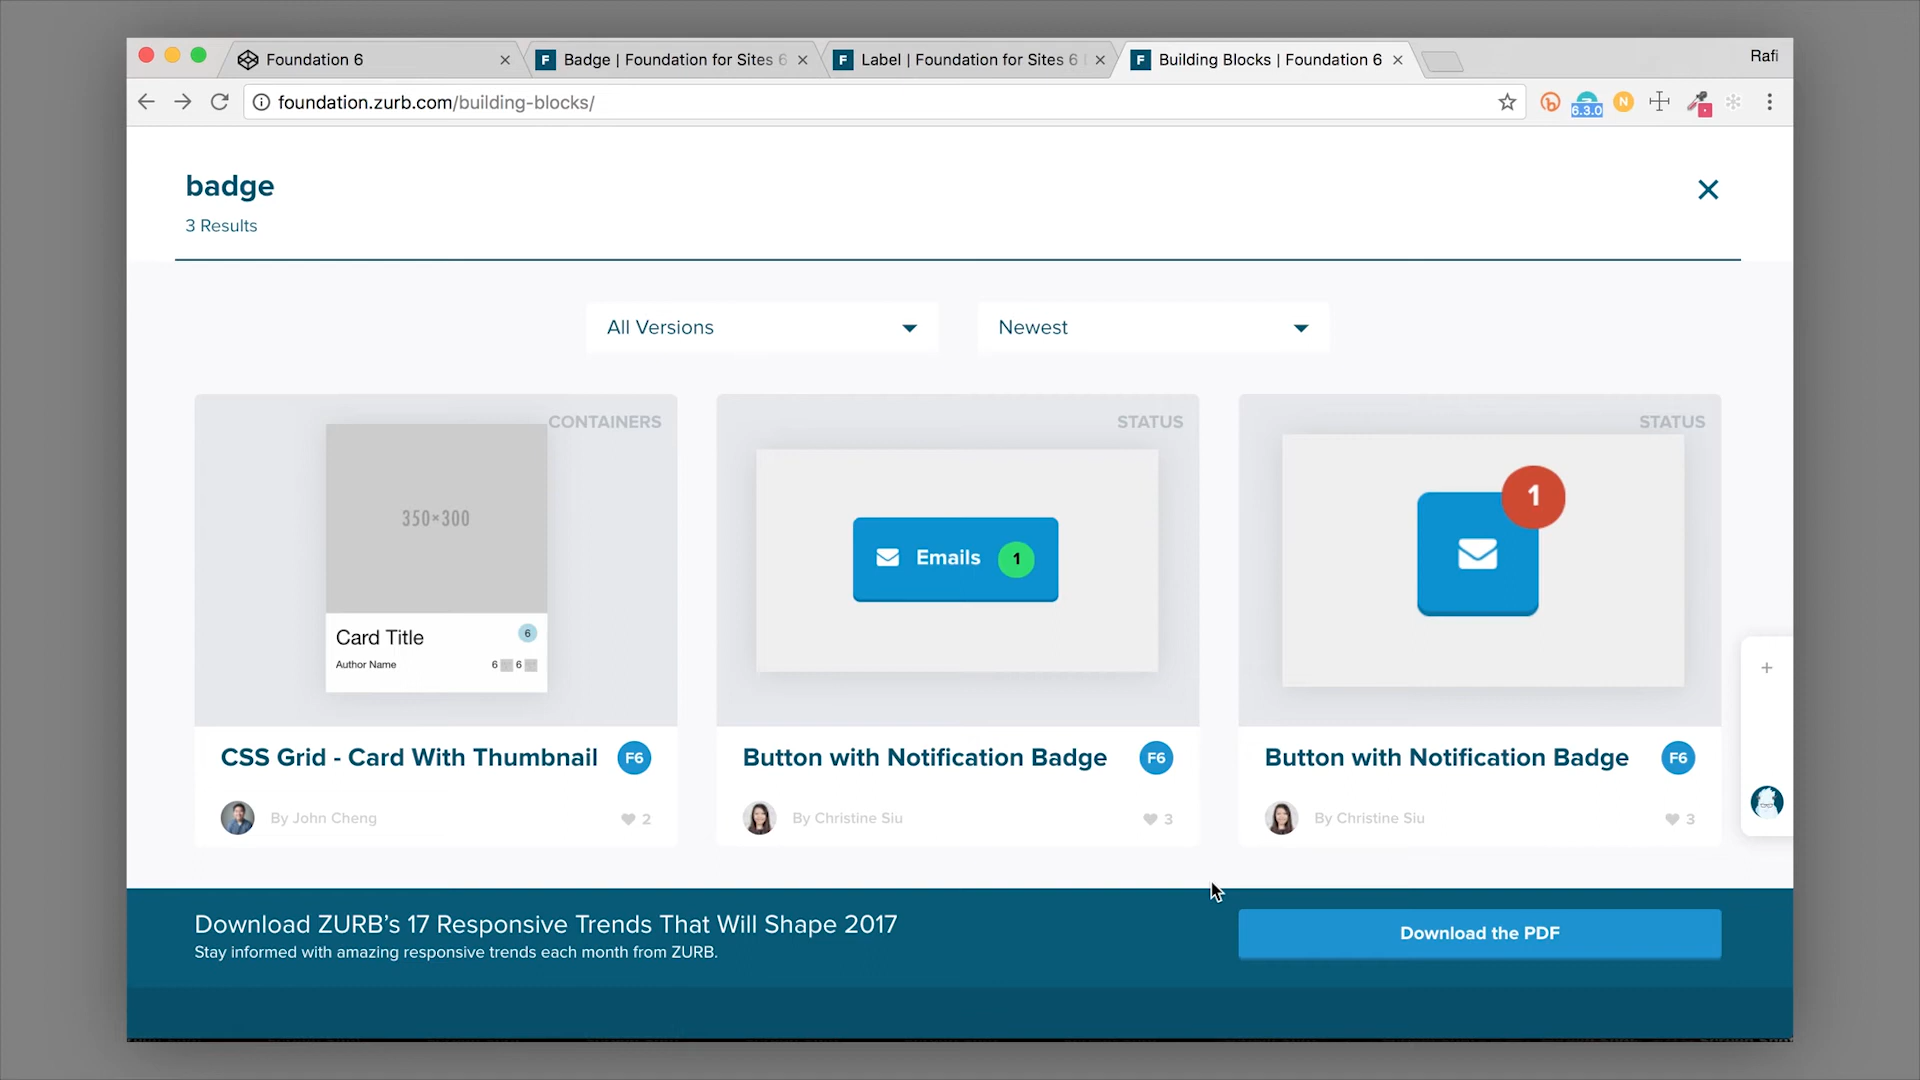 Foundation 6
Badge | Foundation for Sites 6
Label | Foundation for Sites 6
Building Blocks | Foundation 6
Rafi
foundation.zurb.com/building-blocks/
6.3.0
N
badge
3 Results
All Versions
Newest
CONTAINERS
350×300
Card Title
6
Author Name
6 6
CSS Grid - Card With Thumbnail
F6
By John Cheng
2
STATUS
Emails 1
Button with Notification Badge
F6
By Christine Siu
3
STATUS
1
Button with Notification Badge
F6
By Christine Siu
3
Download ZURB’s 17 Responsive Trends That Will Shape 2017
Stay informed with amazing responsive trends each month from ZURB.
Download the PDF